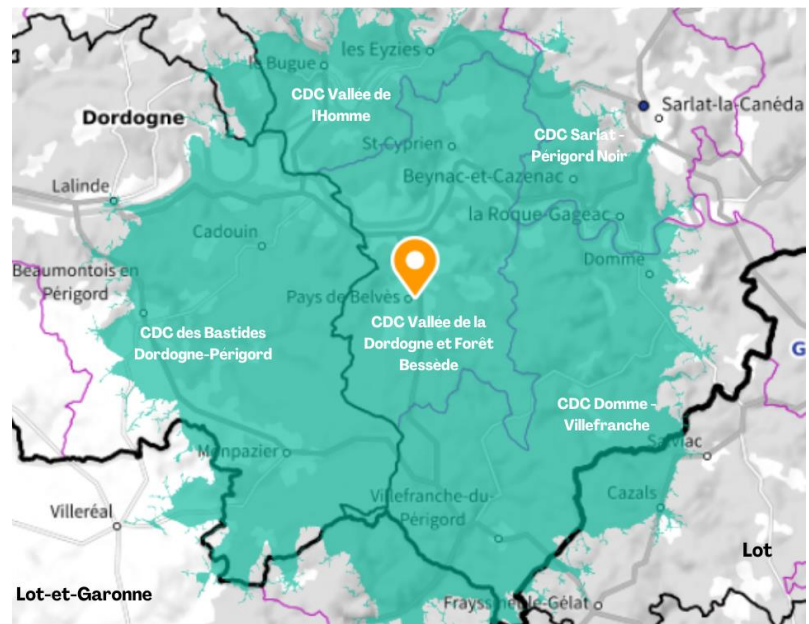 les Eyzies
le Bugue
CDC Vallée de
l'Homme
Sarlat-la-Canéda
Dordogne
CDC Sarlat -
Périgord Noir
St-Cyprien
Beynac-et-Cazenac
Lalinde
la Roque-Gageac
Cadouin
Domme
Beaumontois en
Périgord
Pays de Belvès
CDC des Bastides
Dordogne-Périgord
CDC Vallée de la
Dordogne et Forêt
Bessède
G
CDC Domme -
Villefranche
Salviac
Monpazier
Villefranche-du-
Périgord
Cazals
Villeréal
Lot
Lot-et-Garonne
Frayssinet-le-Gélat